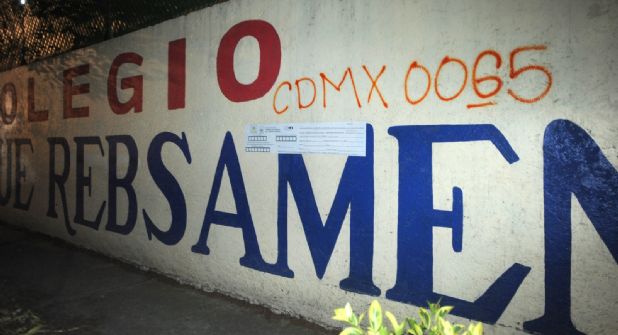 OLEGIO
CDMX 0065
UE REBSAMEN